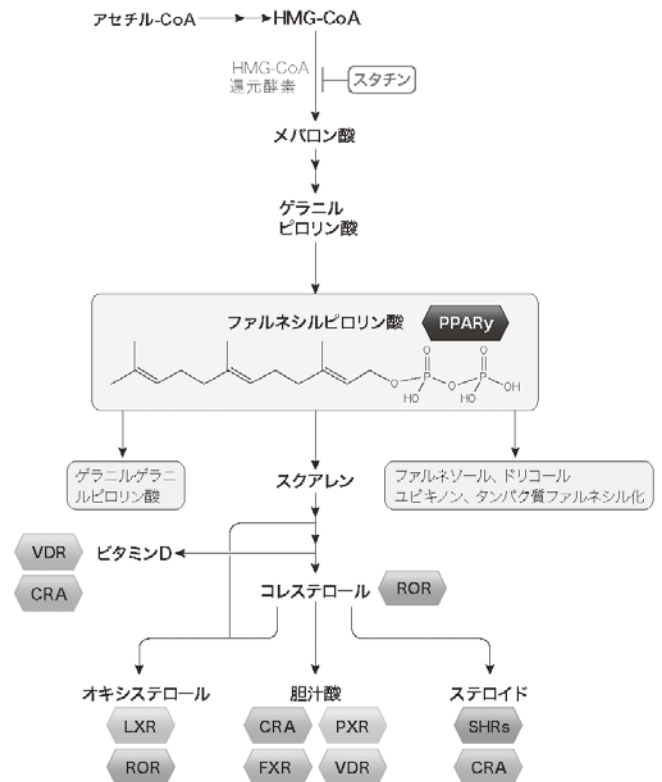 アセチル-CoA
HMG-CoA
HMG-CoA
還元酵素
スタチン
メバロン酸
ゲラニル
ピロリン酸
ファルネシルピロリン酸
PPARγ
O
O
O
P
O
P
OH
HO
HO
ゲラニルゲラニ
ルピロリン酸
スクアレン
ファルネソール、ドリコール
ユビキノン、タンパク質ファルネシル化
VDR
ビタミンD
CRA
コレステロール
ROR
オキシステロール
胆汁酸
ステロイド
LXR
CRA
PXR
SHRs
ROR
FXR
VDR
CRA